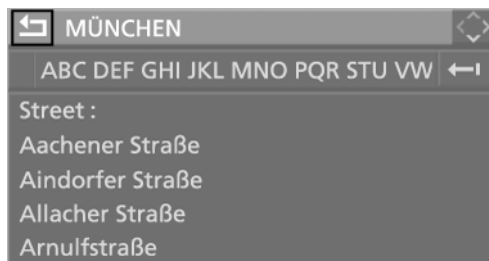 MÜNCHEN
ABC DEF GHI JKL MNO PQR STU VW
Street :
Aachener Straße
Aindorfer Straße
Allacher Straße
Arnulfstraße